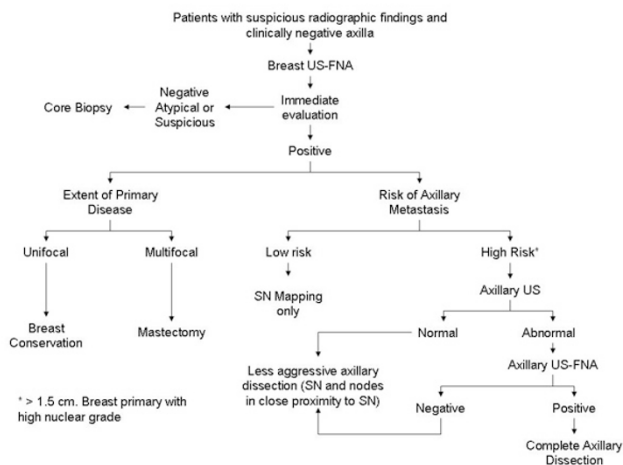 Patients with suspicious radiographic findings and
clinically negative axilla
Breast US-FNA
Immediate
evaluation
Negative
Atypical or
Suspicious
Core Biopsy
Positive
Extent of Primary
Disease
Risk of Axillary
Metastasis
Unifocal
Multifocal
Low risk
High Risk*
Breast
Conservation
Mastectomy
SN Mapping
only
Axillary US
Normal
Abnormal
Less aggressive axillary
dissection (SN and nodes
in close proximity to SN)
Axillary US-FNA
Negative
Positive
Complete Axillary
Dissection
* > 1.5 cm. Breast primary with
high nuclear grade